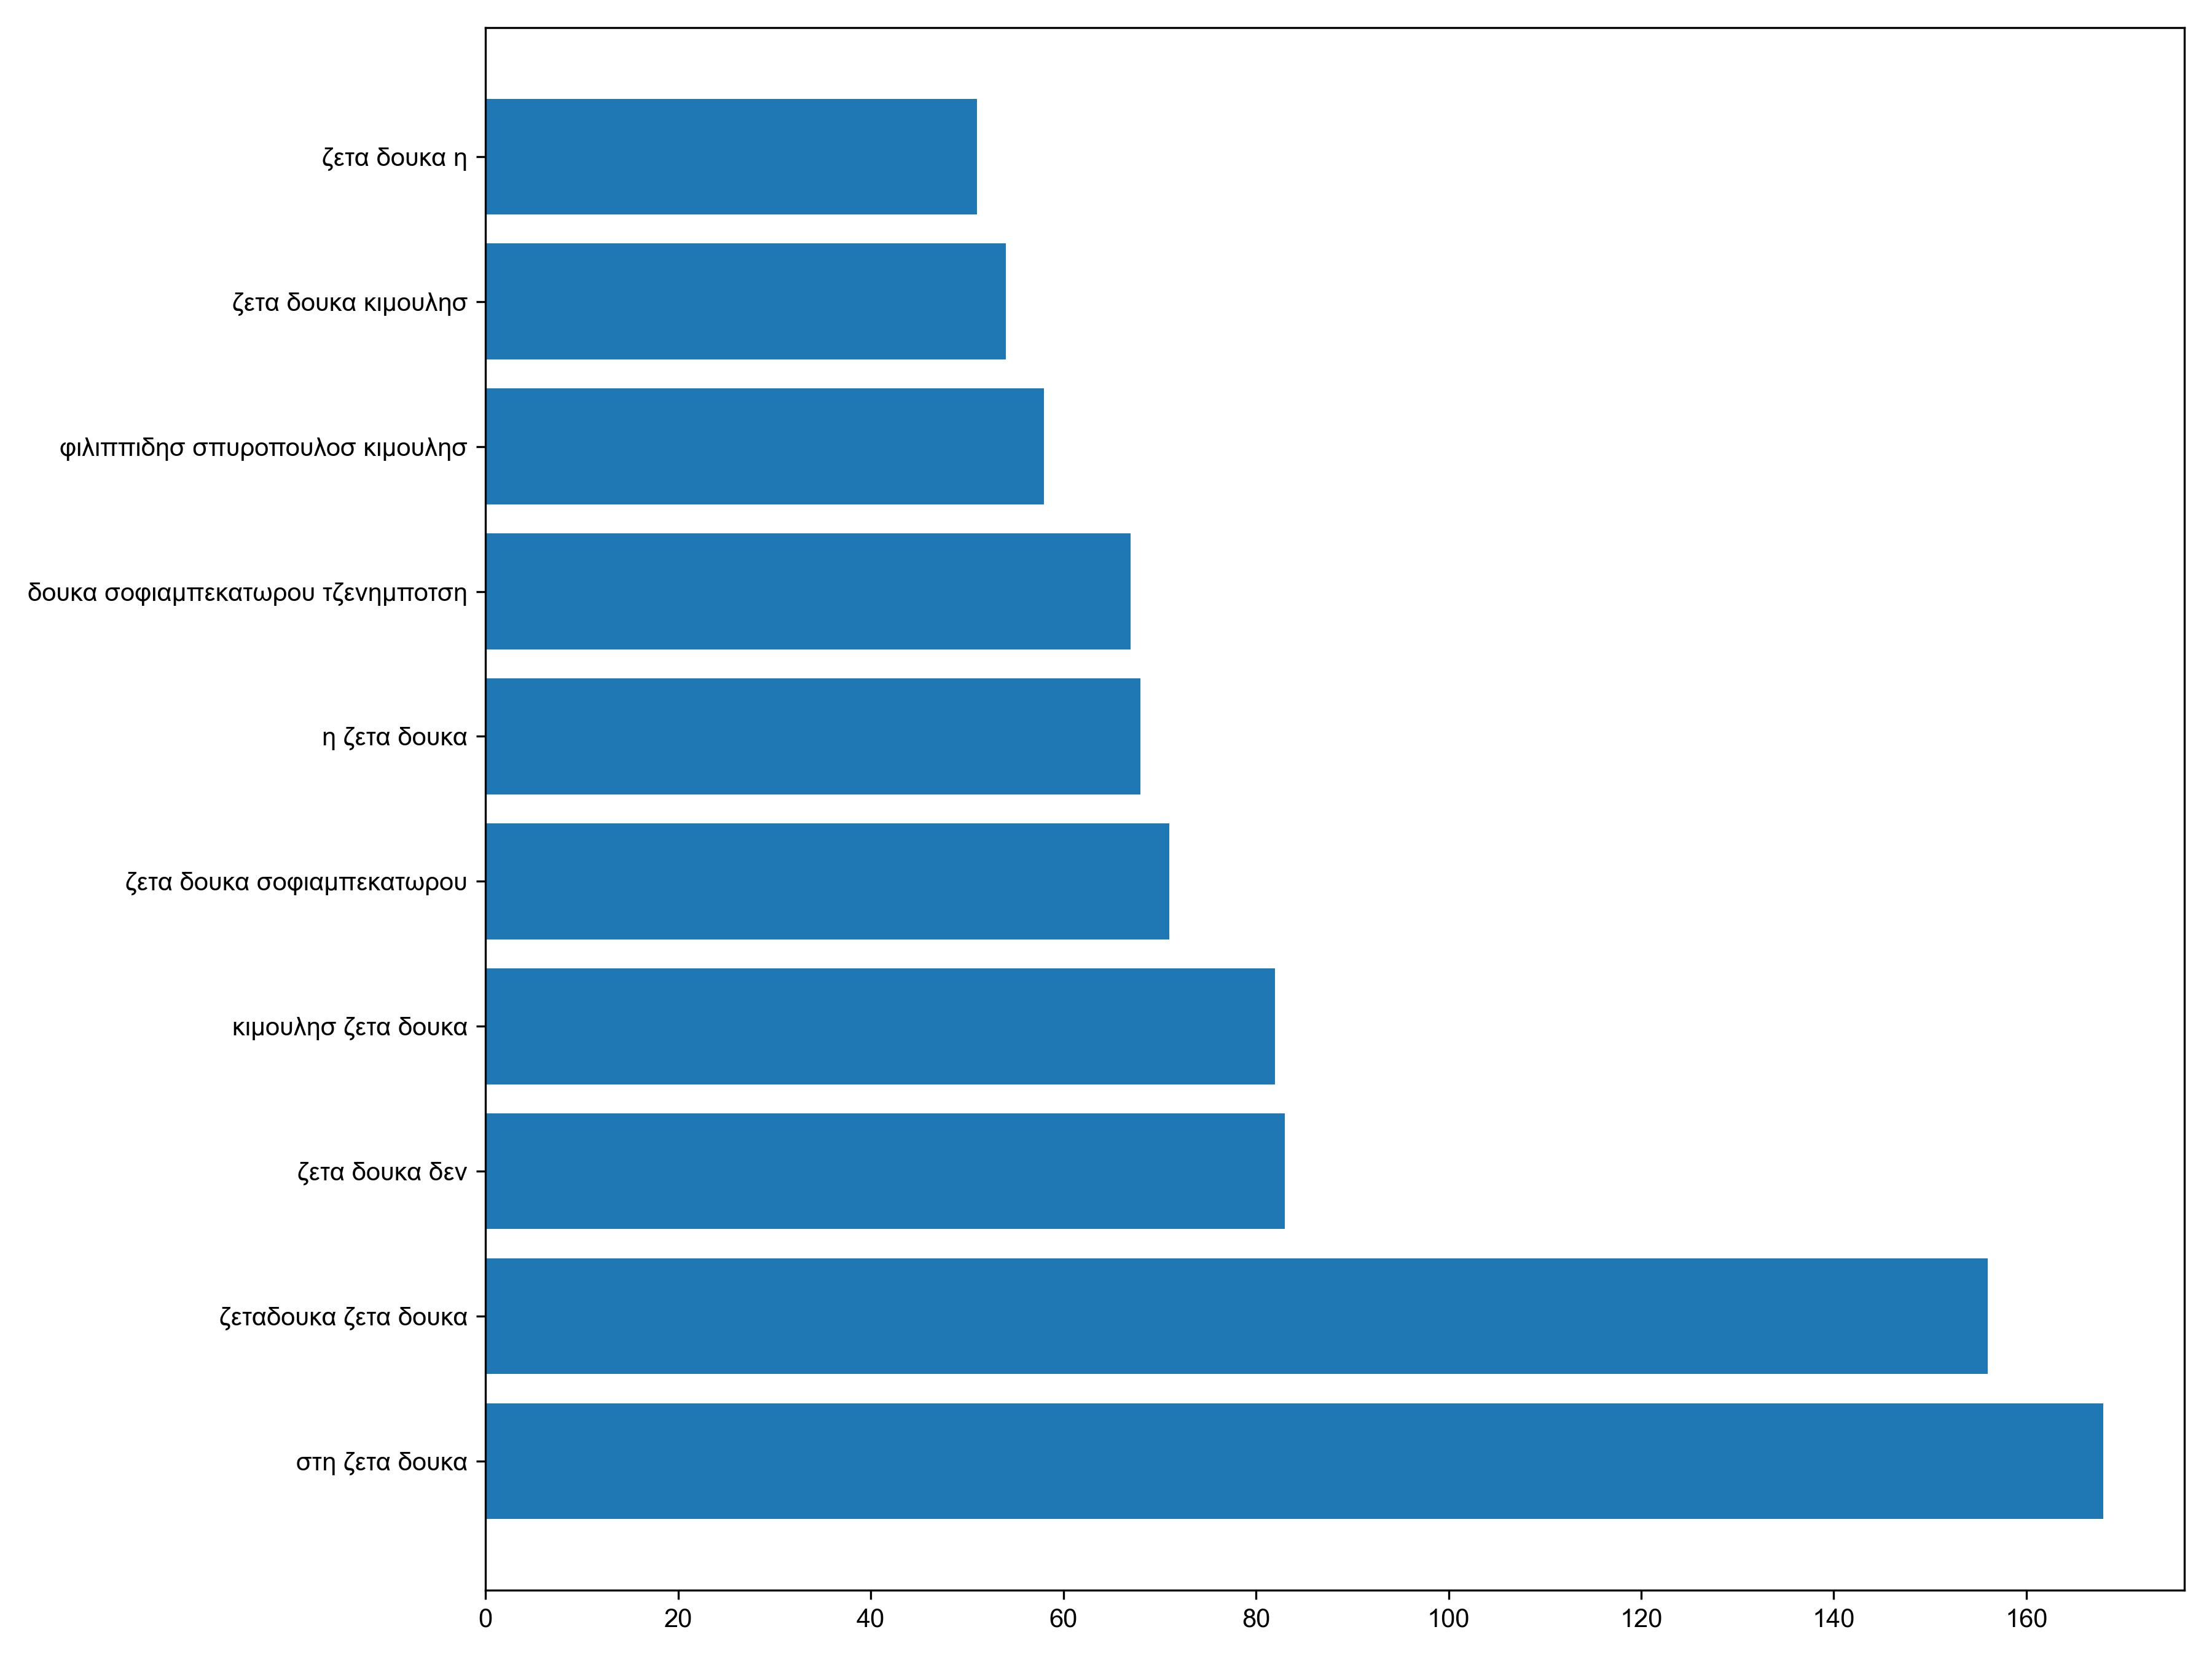 ζετα δουκα η
ζετα δουκα κιμουλησ
φιλιππιδησ σπυροπουλοσ κιμουλησ
δουκα σοφιαμπεκατωρου τζενημποτση
η ζετα δουκα
ζετα δουκα σοφιαμπεκατωρου
κιμουλησ ζετα δουκα
ζετα δουκα δεν
ζεταδουκα ζετα δουκα
στη ζετα δουκα
0 20 40 60 80 100 120 140 160